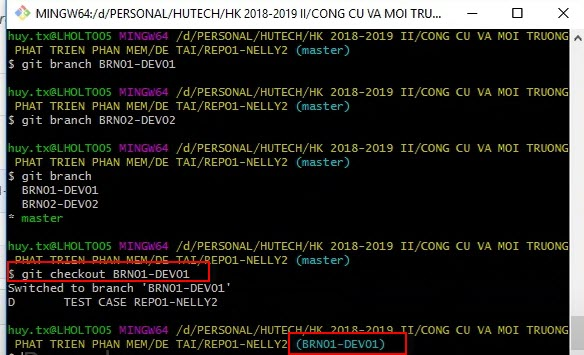 MINGW64:/d/PERSONAL/HUTECH/HK 2018-2019 II/CONG CU VA MOI TRU...
huy.tx@LHOLT005 MINGW64 /d/PERSONAL/HUTECH/HK 2018-2019 II/CONG CU VA MOI TRUONG
PHAT TRIEN PHAN MEM/DE TAI/REPO1-NELLY2 (master)
$ git branch BRN01-DEV01
huy.tx@LHOLT005 MINGW64 /d/PERSONAL/HUTECH/HK 2018-2019 II/CONG CU VA MOI TRUONG
PHAT TRIEN PHAN MEM/DE TAI/REPO1-NELLY2 (master)
$ git branch BRN02-DEV02
huy.tx@LHOLT005 MINGW64 /d/PERSONAL/HUTECH/HK 2018-2019 II/CONG CU VA MOI TRUONG
PHAT TRIEN PHAN MEM/DE TAI/REPO1-NELLY2 (master)
$ git branch
BRN01-DEV01
BRN02-DEV02
* master
huy.tx@LHOLT005 MINGW64 /d/PERSONAL/HUTECH/HK 2018-2019 II/CONG CU VA MOI TRUONG
PHAT TRIEN PHAN MEM/DE TAI/REPO1-NELLY2 (master)
$ git checkout BRN01-DEV01
Switched to branch 'BRN01-DEV01'
D TEST CASE REPO1-NELLY2
huy.tx@LHOLT005 MINGW64 /d/PERSONAL/HUTECH/HK 2018-2019 II/CONG CU VA MOI TRUONG
PHAT TRIEN PHAN MEM/DE TAI/REPO1-NELLY2 (BRN01-DEV01)